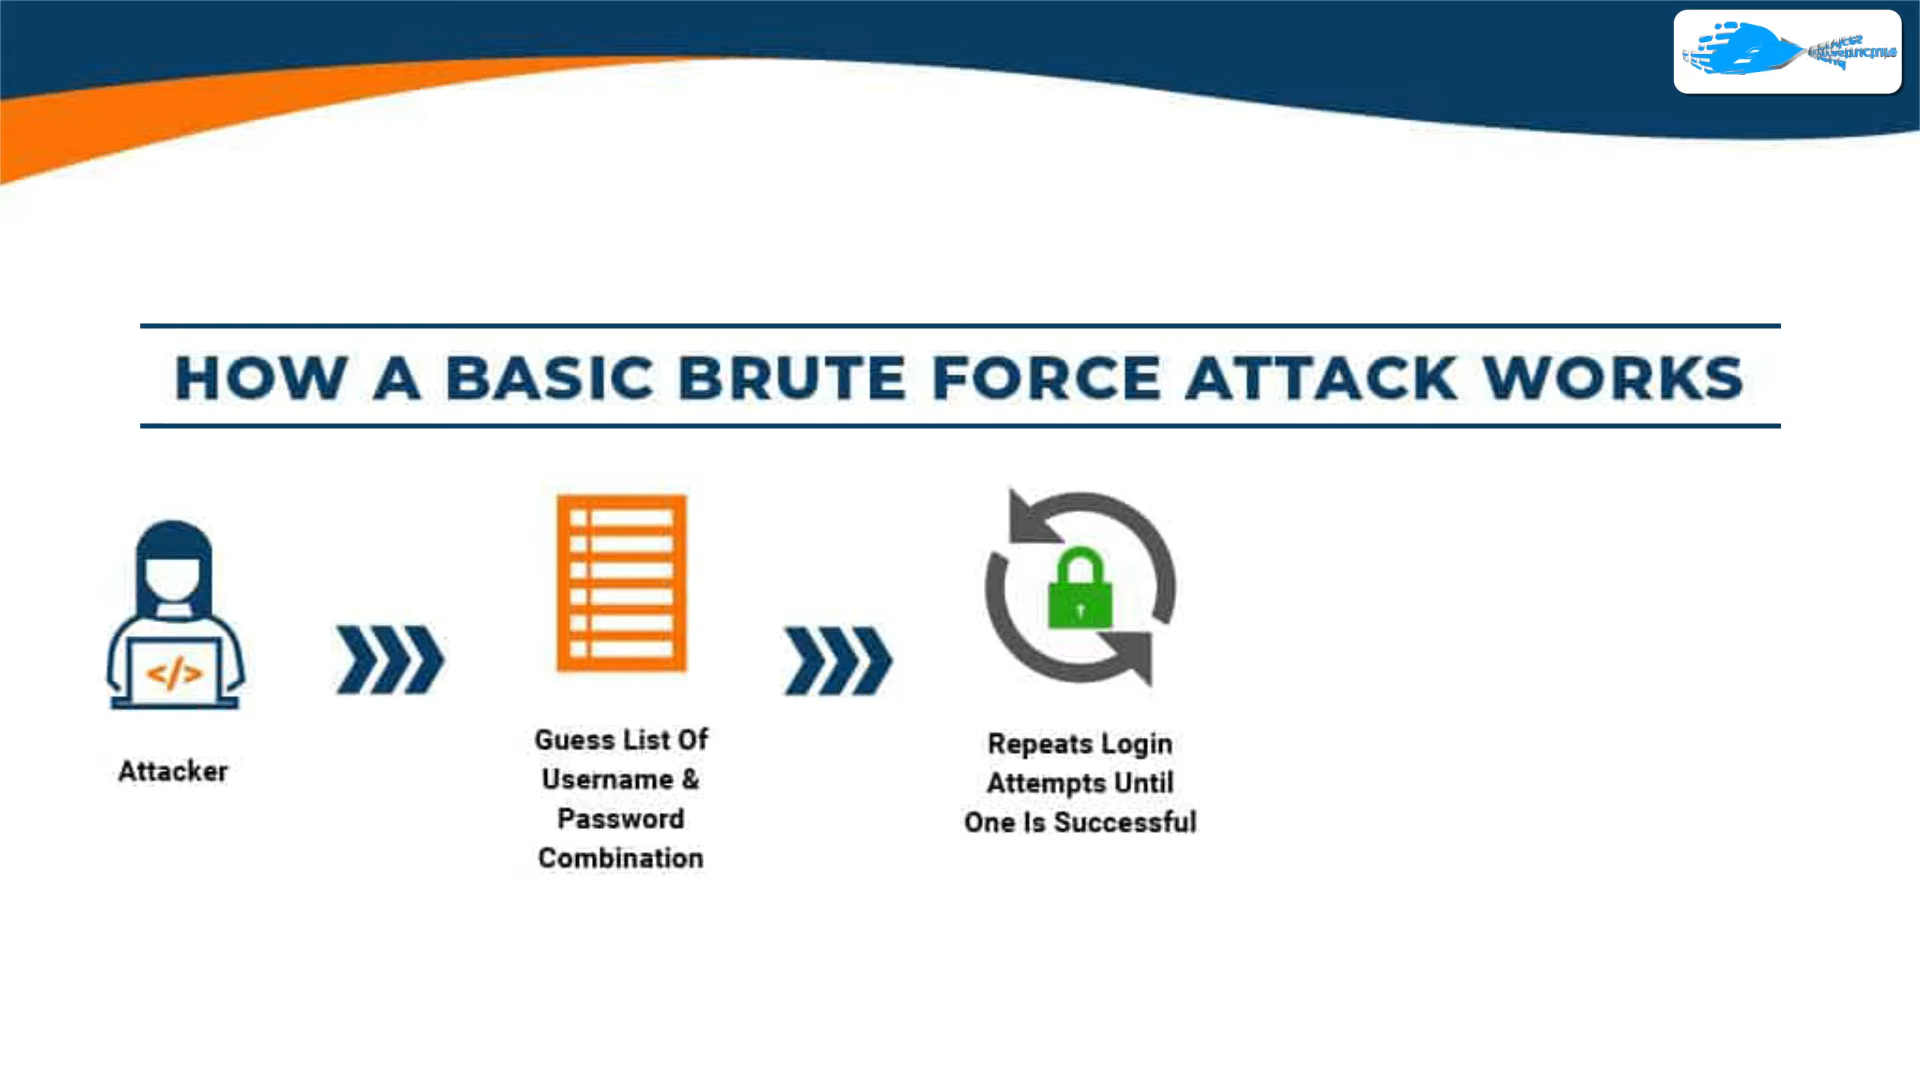 HOW A BASIC BRUTE FORCE ATTACK WORKS
</>
Attacker
Guess List Of
Username &
Password
Combination
Repeats Login
Attempts Until
One Is Successful